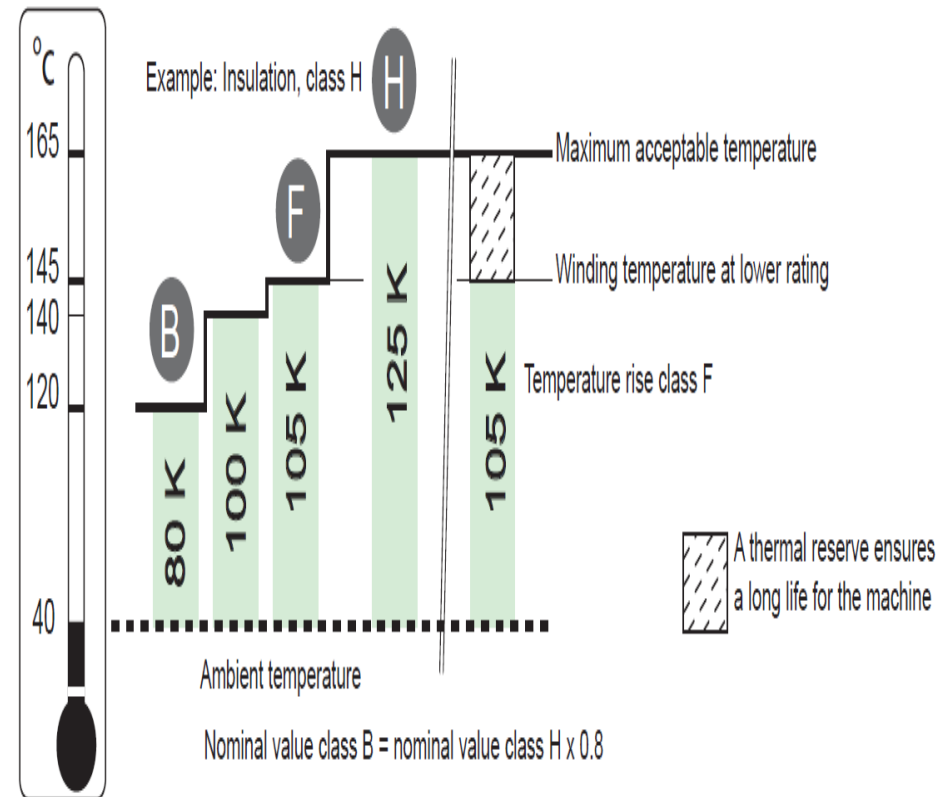 °C
Example: Insulation, class H
H
165
Maximum acceptable temperature
F
145
Winding temperature at lower rating
140
B
120
Temperature rise class F
80 K
100 K
105 K
125 K
105 K
A thermal reserve ensures
a long life for the machine
40
Ambient temperature
Nominal value class B = nominal value class H x 0.8